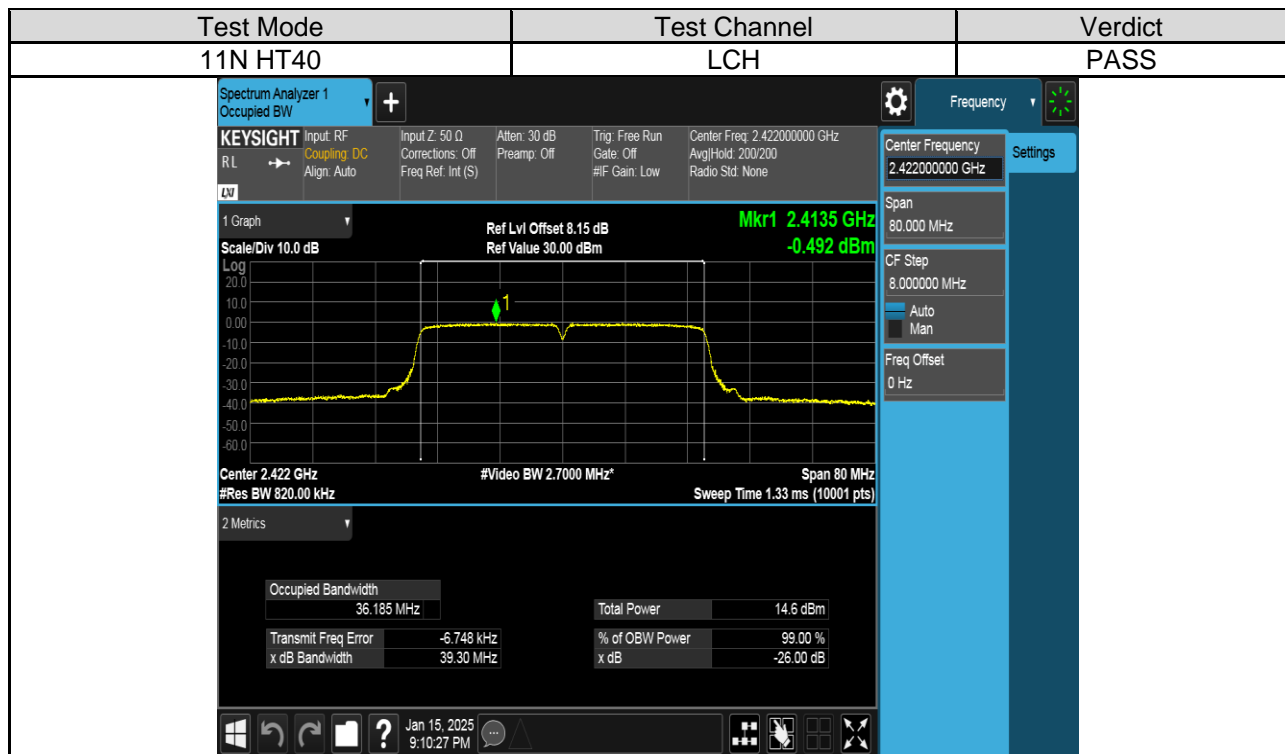 Test Mode Test Channel Verdict
11N HT40 LCH PASS
Spectrum Analyzer 1
Occupied BW
+
Frequency
KEYSIGHT Input: RF Input Z: 50 Ω Atten: 30 dB Trig: Free Run Center Freq: 2.422000000 GHz
RL Coupling: DC Corrections: Off Preamp: Off Gate: Off Avg|Hold: 200/200
Align: Auto Freq Ref: Int (S) #IF Gain: Low Radio Std: None
LXI
Center Frequency
2.422000000 GHz
Settings
Span
80.000 MHz
CF Step
8.000000 MHz
Auto
Man
Freq Offset
0 Hz
1 Graph
Ref Lvl Offset 8.15 dB
Mkr1 2.4135 GHz
Scale/Div 10.0 dB
Ref Value 30.00 dBm
-0.492 dBm
Log
20.0
10.0
0.00
-10.0
-20.0
-30.0
-40.0
-50.0
-60.0
1
Center 2.422 GHz #Video BW 2.7000 MHz* Span 80 MHz
#Res BW 820.00 kHz Sweep Time 1.33 ms (10001 pts)
2 Metrics
Occupied Bandwidth
36.185 MHz
Total Power 14.6 dBm
Transmit Freq Error -6.748 kHz
% of OBW Power 99.00 %
x dB Bandwidth 39.30 MHz
x dB -26.00 dB
?
Jan 15, 2025
9:10:27 PM